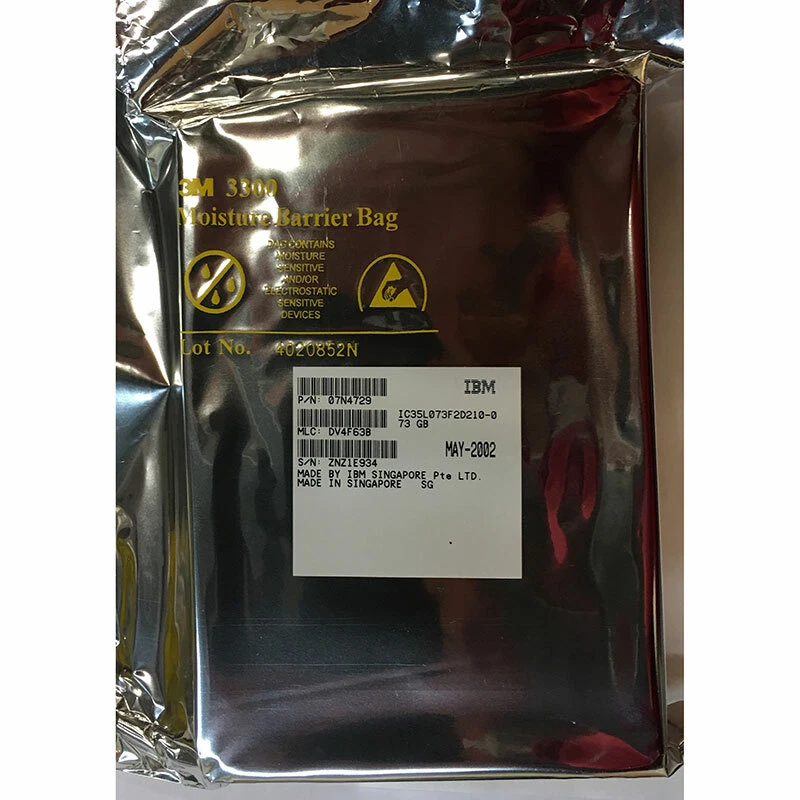 3M 3300
Moisture Barrier Bag
BAG CONTAINS
MOISTURE
SENSITIVE
AND/OR
ELECTROSTATIC
SENSITIVE
DEVICES
Lot No. 4020852N
IBM
P/N: 07N4729
IC35L073F2D210-0
MLC: DV4F63B
73 GB
MAY-2002
S/N: ZNZ1E934
MADE BY IBM SINGAPORE Pte LTD.
MADE IN SINGAPORE SG